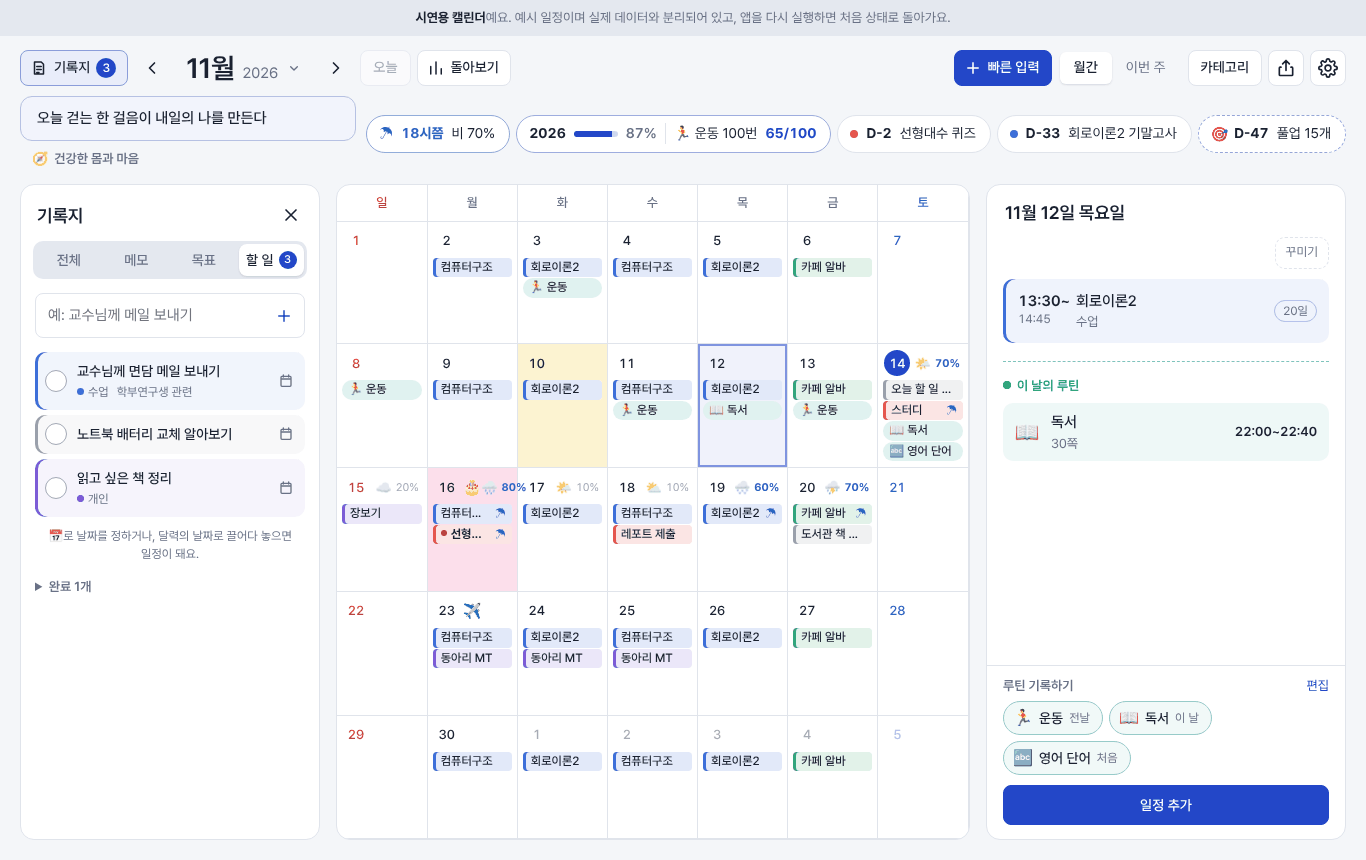 시연용 캘린더예요. 예시 일정이며 실제 데이터와 분리되어 있고, 앱을 다시 실행하면 처음 상태로 돌아가요.
기록지 3
11월 2026
오늘
돌아보기
빠른 입력
월간
이번 주
카테고리
오늘 걷는 한 걸음이 내일의 나를 만든다
건강한 몸과 마음
18시쯤 비 70%
2026 87% 운동 100번 65/100
D-2 선형대수 퀴즈
D-33 회로이론2 기말고사
D-47 풀업 15개
기록지
전체 메모 목표 할 일 3
예: 교수님께 메일 보내기
교수님께 면담 메일 보내기
수업 학부연구생 관련
노트북 배터리 교체 알아보기
읽고 싶은 책 정리
개인
로 날짜를 정하거나, 달력의 날짜로 끌어다 놓으면
일정이 돼요.
완료 1개
일 월 화 수 목 금 토
1 2 3 4 5 6 7
컴퓨터구조 회로이론2 컴퓨터구조 회로이론2 카페 알바
운동
8 9 10 11 12 13 14 70%
운동 컴퓨터구조 회로이론2 컴퓨터구조 회로이론2 카페 알바 오늘 할 일 ...
운동 독서 운동 스터디
독서
abc 영어 단어
15 20% 16 80% 17 10% 18 10% 19 60% 20 70% 21
장보기 컴퓨터... 회로이론2 컴퓨터구조 회로이론2 카페 알바
선형... 레포트 제출 도서관 책 ...
22 23 24 25 26 27 28
컴퓨터구조 회로이론2 컴퓨터구조 회로이론2 카페 알바
동아리 MT 동아리 MT 동아리 MT
29 30 1 2 3 4 5
컴퓨터구조 회로이론2 컴퓨터구조 회로이론2 카페 알바
11월 12일 목요일
꾸미기
13:30~ 회로이론2
14:45 수업
20일
이 날의 루틴
독서
30쪽
22:00~22:40
루틴 기록하기 편집
운동 전날
독서 이 날
abc 영어 단어 처음
일정 추가